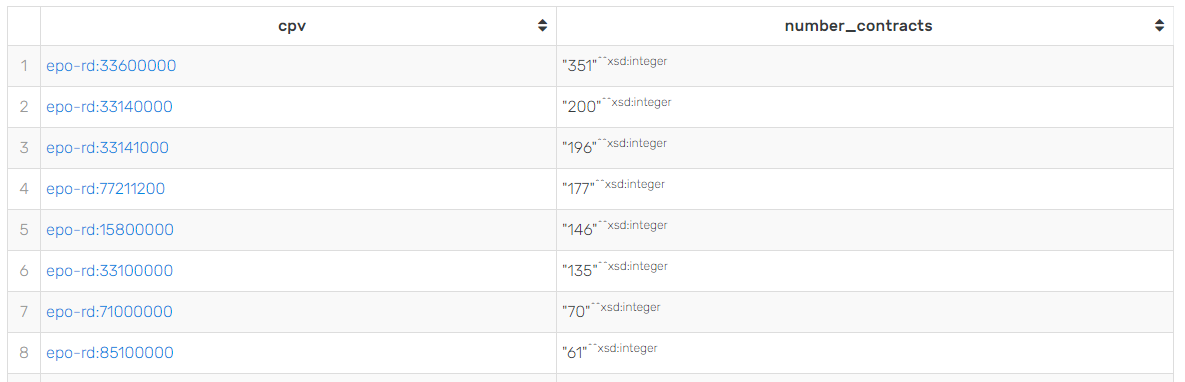 cpv number_contracts
1 epo-rd:33600000 "351"^^xsd:integer
2 epo-rd:33140000 "200"^^xsd:integer
3 epo-rd:33141000 "196"^^xsd:integer
4 epo-rd:77211200 "177"^^xsd:integer
5 epo-rd:15800000 "146"^^xsd:integer
6 epo-rd:33100000 "135"^^xsd:integer
7 epo-rd:71000000 "70"^^xsd:integer
8 epo-rd:85100000 "61"^^xsd:integer